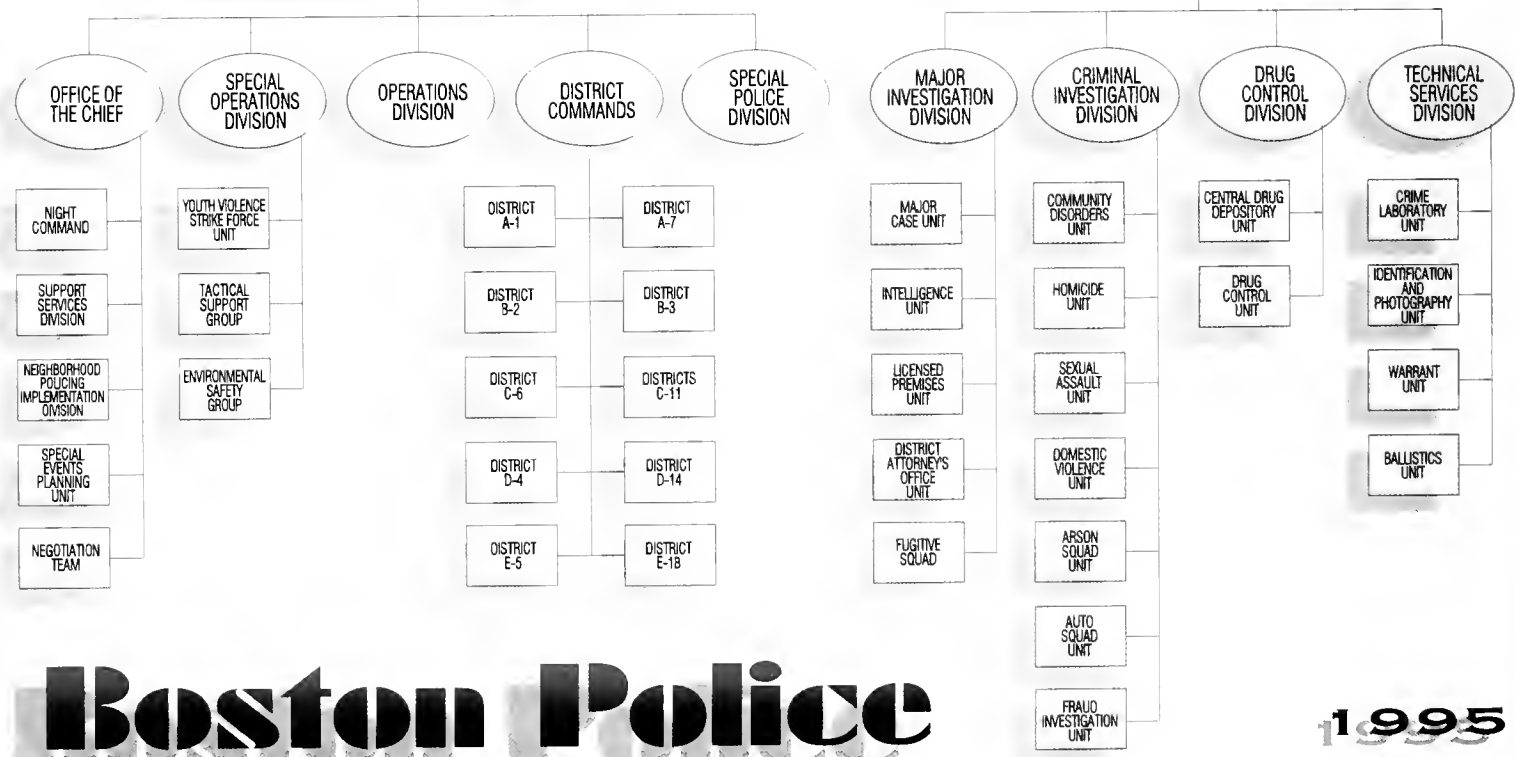 OFFICE OF
THE CHIEF
SPECIAL
OPERATIONS
DIVISION
OPERATIONS
DIVISION
DISTRICT
COMMANDS
SPECIAL
POLICE
DIVISION
MAJOR
INVESTIGATION
DIVISION
CRIMINAL
INVESTIGATION
DIVISION
DRUG
CONTROL
DIVISION
TECHNICAL
SERVICES
DIVISION
NIGHT
COMMAND
SUPPORT
SERVICES
DIVISION
NEIGHBORHOOD
POLICING
IMPLEMENTATION
DIVISION
SPECIAL
EVENTS
PLANNING
UNIT
NEGOTIATION
TEAM
YOUTH VIOLENCE
STRIKE FORCE
UNIT
TACTICAL
SUPPORT
GROUP
ENVIRONMENTAL
SAFETY
GROUP
DISTRICT
A-1
DISTRICT
A-7
DISTRICT
B-2
DISTRICT
B-3
DISTRICT
C-6
DISTRICTS
C-11
DISTRICT
D-4
DISTRICT
D-14
DISTRICT
E-5
DISTRICT
E-18
MAJOR
CASE UNIT
INTELLIGENCE
UNIT
LICENSED
PREMISES
UNIT
DISTRICT
ATTORNEY'S
OFFICE
UNIT
FUGITIVE
SQUAD
COMMUNITY
DISORDERS
UNIT
HOMICIDE
UNIT
SEXUAL
ASSAULT
UNIT
DOMESTIC
VIOLENCE
UNIT
ARSON
SQUAD
UNIT
AUTO
SQUAD
UNIT
FRAUD
INVESTIGATION
UNIT
CENTRAL DRUG
DEPOSITORY
UNIT
DRUG
CONTROL
UNIT
CRIME
LABORATORY
UNIT
IDENTIFICATION
AND
PHOTOGRAPHY
UNIT
WARRANT
UNIT
BALLISTICS
UNIT
Boston Police
1995